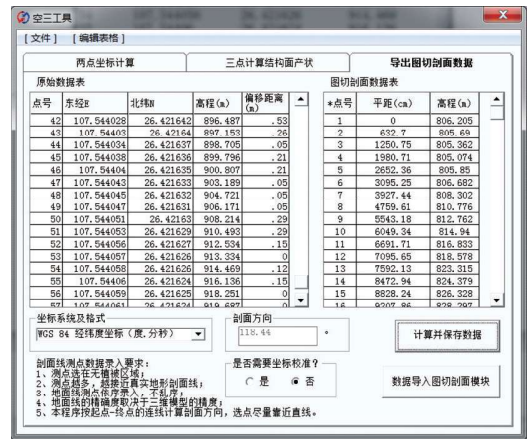 空三工具
[文件] [编辑表格]
两点坐标计算 三点计算结构面产状 导出图切剖面数据
原始数据表 图切剖面数据表
点号 东经E 北纬N 高程(m) 偏移距离(m)
42 107.544028 26.421642 896.487 .53
43 107.54403 26.42164 897.153 .26
44 107.544034 26.421637 898.705 .05
45 107.544038 26.421636 899.796 .21
46 107.54404 26.421635 900.807 .21
47 107.544043 26.421633 903.189 .05
48 107.544045 26.421632 904.721 .05
49 107.544047 26.421631 906.171 .05
50 107.544051 26.42163 908.214 .29
51 107.544053 26.421629 910.493 .29
52 107.544056 26.421627 912.534 .15
53 107.544057 26.421626 913.334 0
54 107.544058 26.421626 914.469 .12
55 107.54406 26.421624 916.136 .15
56 107.544059 26.421625 918.251 0
57 107.544061 26.421624 919.687 0
*点号 平距(cm) 高程(m)
1 0 806.205
2 632.7 805.69
3 1250.75 805.362
4 1980.71 805.074
5 2652.36 805.85
6 3095.25 806.682
7 3927.44 808.302
8 4759.61 810.776
9 5543.18 812.762
10 6049.34 814.94
11 6691.71 816.833
12 7095.65 818.578
13 7592.13 823.315
14 8472.94 824.379
15 8828.24 826.328
16 9207.86 828.297
坐标系统及格式
WGS 84 经纬度坐标（度.分秒）
剖面方向
118.44 °
计算并保存数据
剖面线测点数据录入要求：
1、测点选在无植被区域；
2、测点越多，越接近真实地形剖面线；
3、地面线测点依序录入，不乱序；
4、地面线的精确度取决于三维模型的精度；
5、本程序按起点-终点的连线计算剖面方向，选点尽量靠近直线。
是否需要坐标校准？
是 否
数据导入图切剖面模块